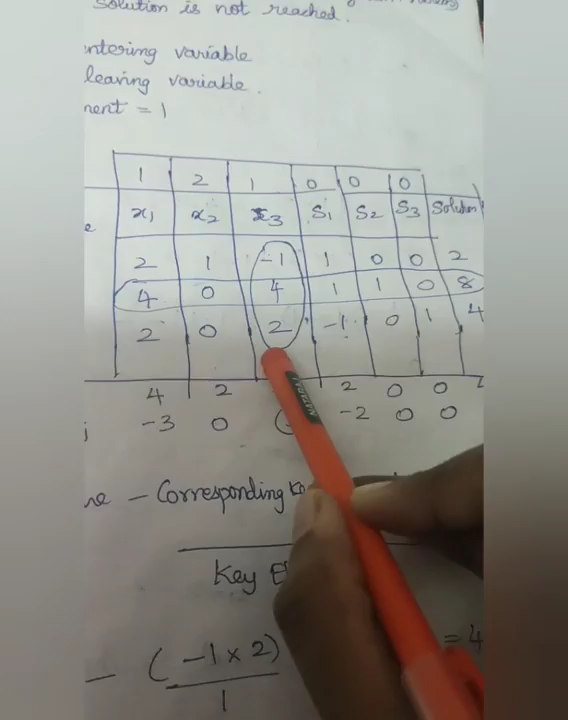 Solution is not reached.
entering variable
leaving variable.
ment = 1
1 2 1 0 0 0
x₁ x₂ x₃ S₁ S₂ S₃ Solution
2 1 -1 1 0 0 2
4 0 4 1 1 0 8
2 0 2 -1 0 1 4
4 2 2 0 0
-3 0 -2 0 0
ue - Corresponding
Key
- (-1 x 2) = 4
1